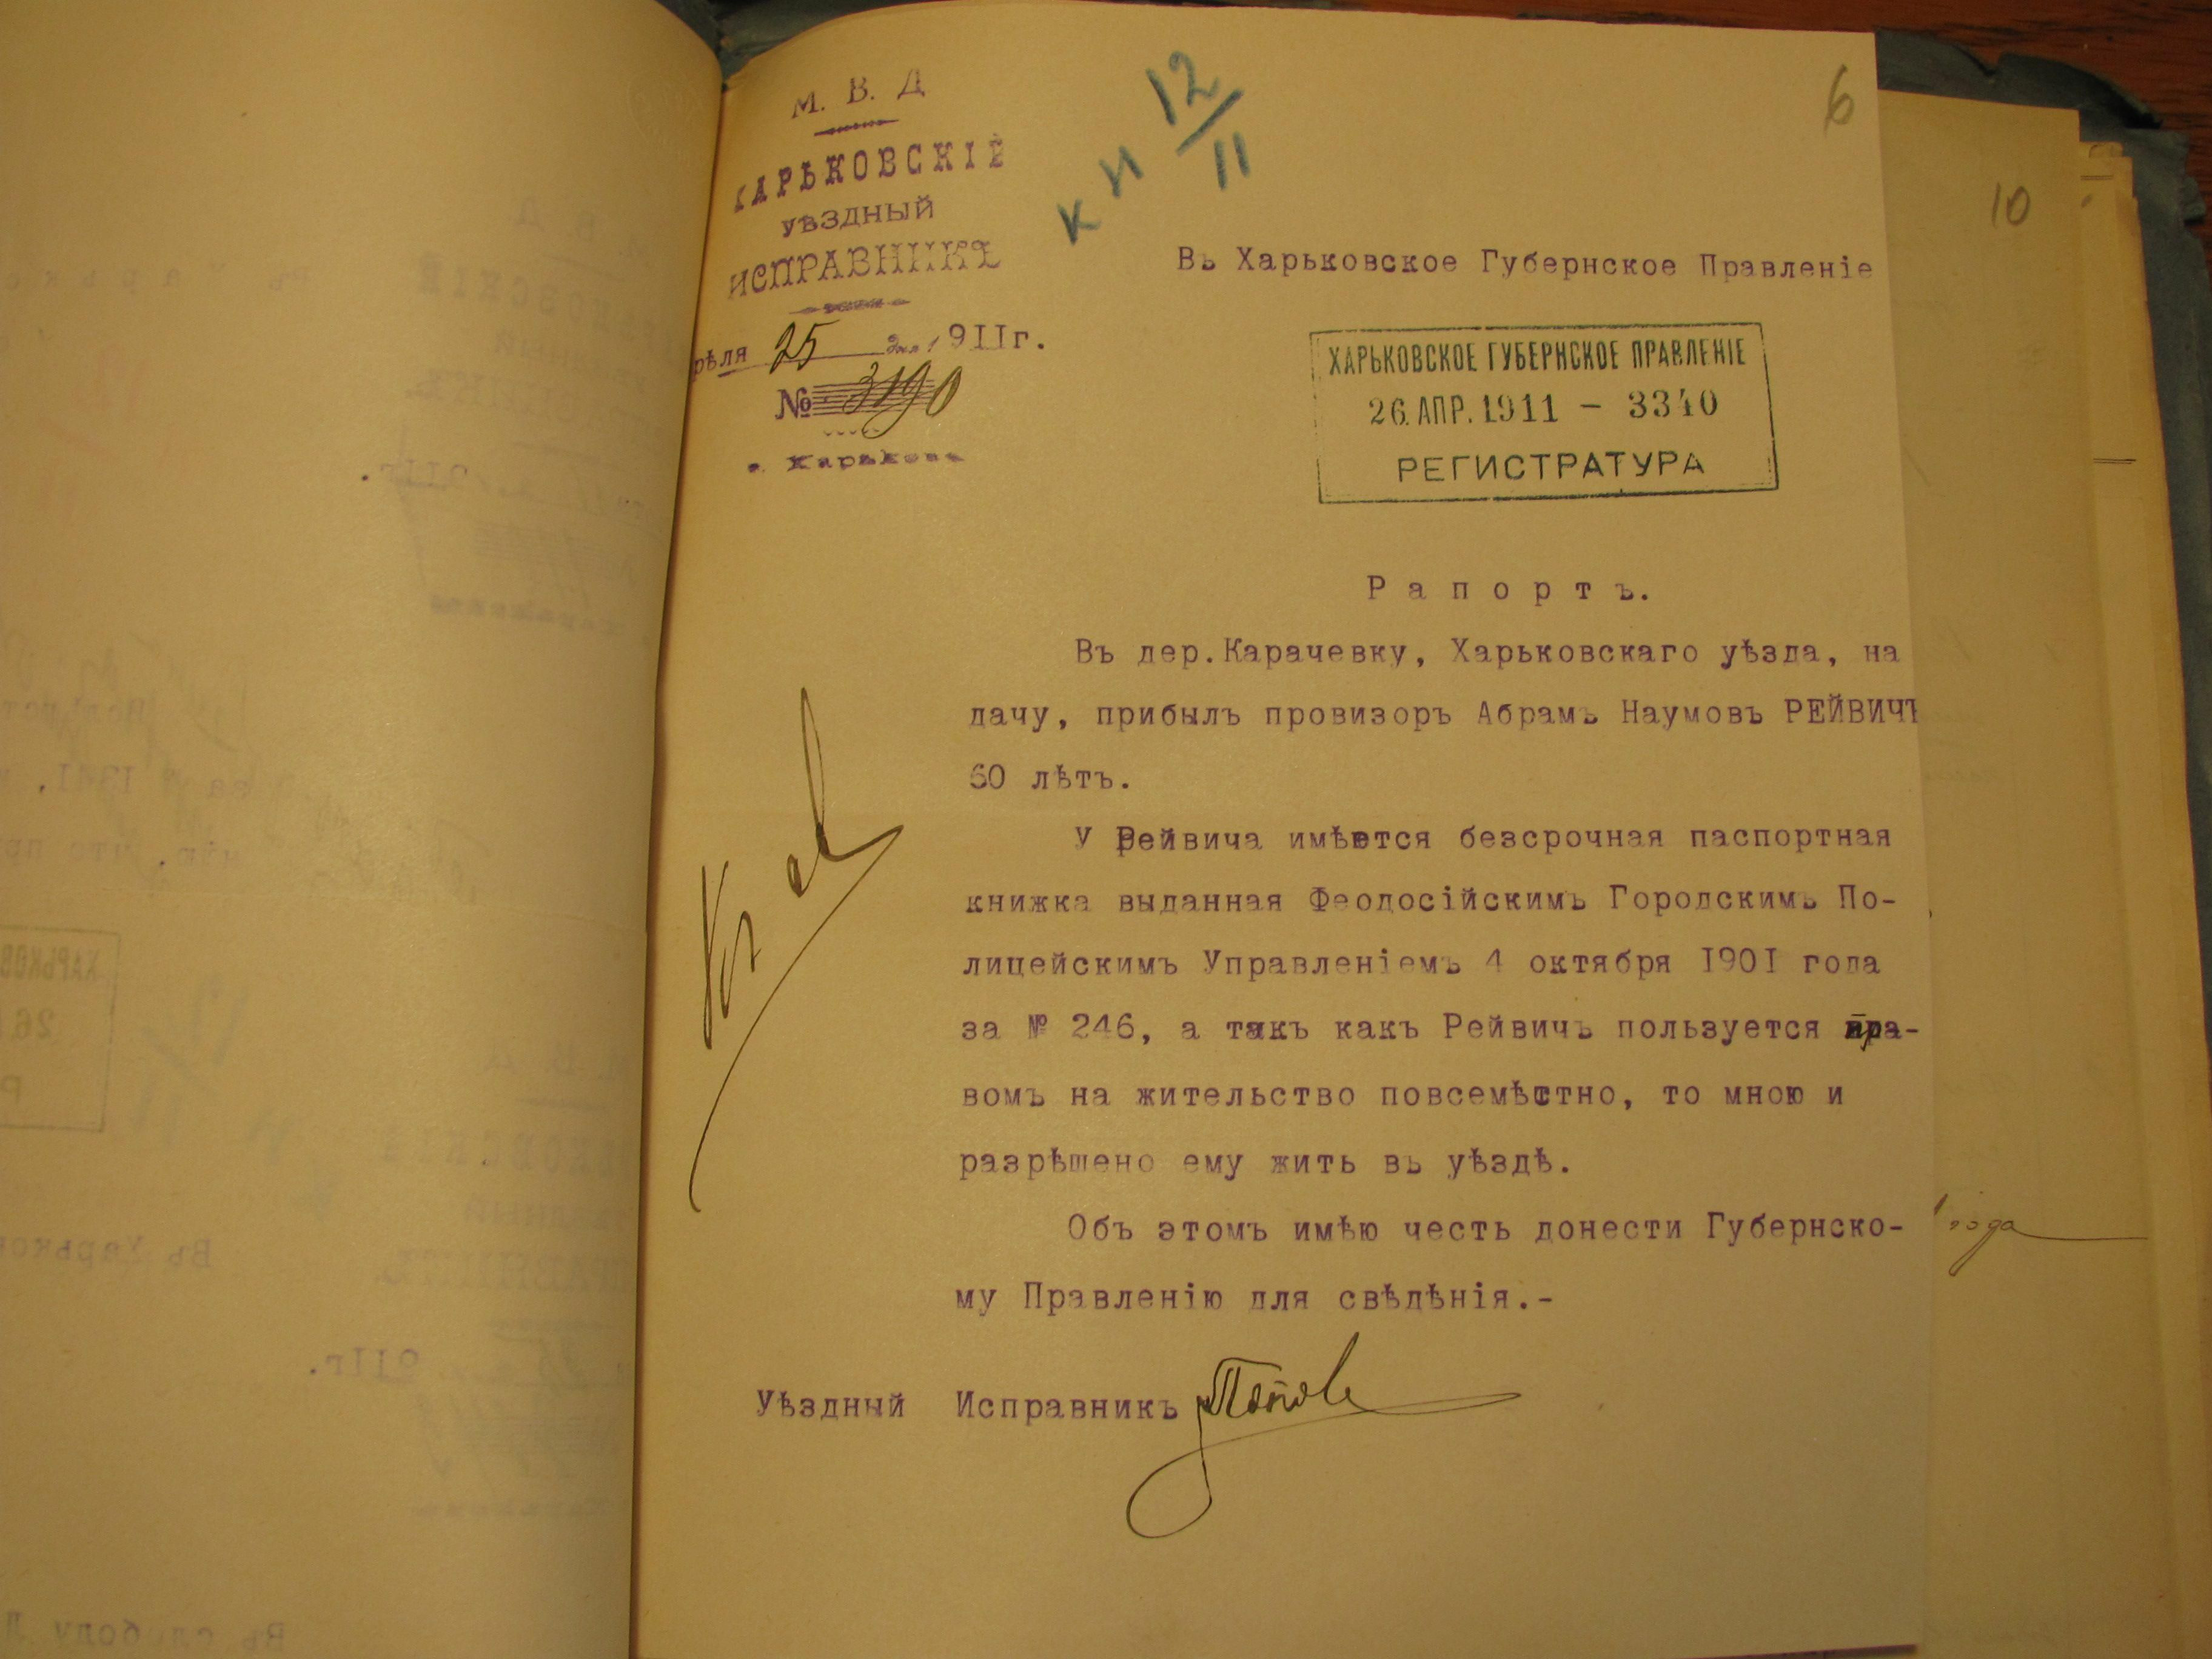 М. В. Д
ХАРЬКОВСКІЙ
УѢЗДНЫЙ
ИСПРАВНИКЪ
рѣля 25 дня 1911г.
№ 3190
г. Харьковъ
КН 12/11
6
10
Въ Харьковское Губернское Правленіе
ХАРЬКОВСКОЕ ГУБЕРНСКОЕ ПРАВЛЕНІЕ
26.АПР.1911 - 3340
РЕГИСТРАТУРА
Рапортъ.
Въ дер.Карачевку, Харьковскаго уѣзда, на
дачу, прибылъ провизоръ Абрамъ Наумовъ РЕЙВИЧЪ
60 лѣтъ.
У Рейвича имѣется безсрочная паспортная
книжка выданная Феодосійскимъ Городскимъ По-
лицейскимъ Управленіемъ 4 октября 1901 года
за № 246, а такъ какъ Рейвичъ пользуется пра-
вомъ на жительство повсемѣстно, то мною и
разрѣшено ему жить въ уѣздѣ.
Объ этомъ имѣю честь донести Губернско-
му Правленію для свѣдѣнія.-
года
Уѣздный Исправникъ Попов